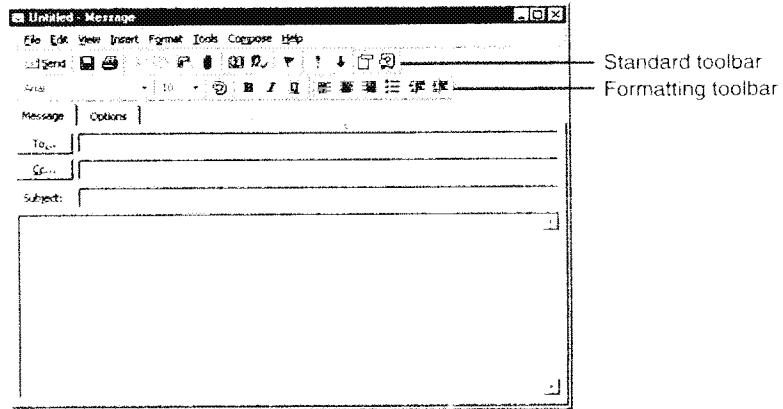 Untitled - Message
File Edit View Insert Format Tools Compose Help
Send
Standard toolbar
Arial 10 B I U
Formatting toolbar
Message Options
To...
Cc...
Subject: